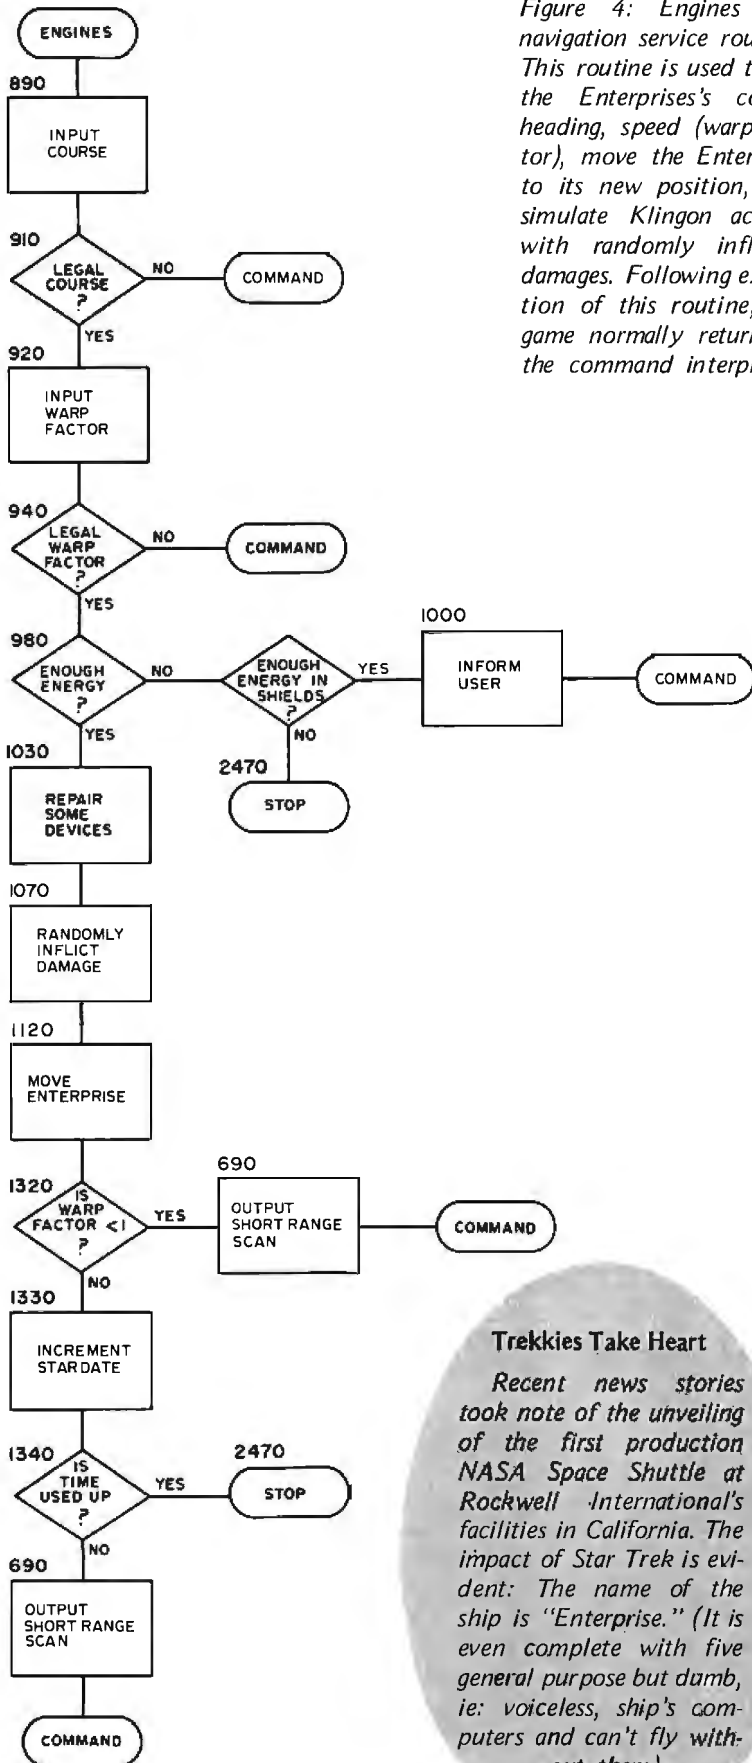 ENGINES
890
INPUT
COURSE
910
LEGAL
COURSE
?
NO
COMMAND
YES
920
INPUT
WARP
FACTOR
940
LEGAL
WARP
FACTOR
?
NO
COMMAND
YES
980
ENOUGH
ENERGY
?
NO
ENOUGH
ENERGY IN
SHIELDS
?
YES
1000
INFORM
USER
COMMAND
NO
2470
STOP
YES
1030
REPAIR
SOME
DEVICES
1070
RANDOMLY
INFLICT
DAMAGE
1120
MOVE
ENTERPRISE
1320
IS
WARP
FACTOR <1
?
YES
690
OUTPUT
SHORT RANGE
SCAN
COMMAND
NO
1330
INCREMENT
STARDATE
1340
IS
TIME
USED UP
?
YES
2470
STOP
NO
690
OUTPUT
SHORT RANGE
SCAN
COMMAND
Figure 4: Engines
navigation service
This routine is used
the Enterprises's
heading, speed (warp
move the
to its new position,
simulate Klingon
with randomly
damages. Following
tion of this routine,
game normally
the command
Trekkies Take Heart
Recent news stories
took note of the unveiling
of the first production
NASA Space Shuttle at
Rockwell International's
facilities in California. The
impact of Star Trek is evi-
dent: The name of the
ship is "Enterprise." (It is
even complete with five
general purpose but dumb,
ie: voiceless, ship's com-
puters and can't fly with-